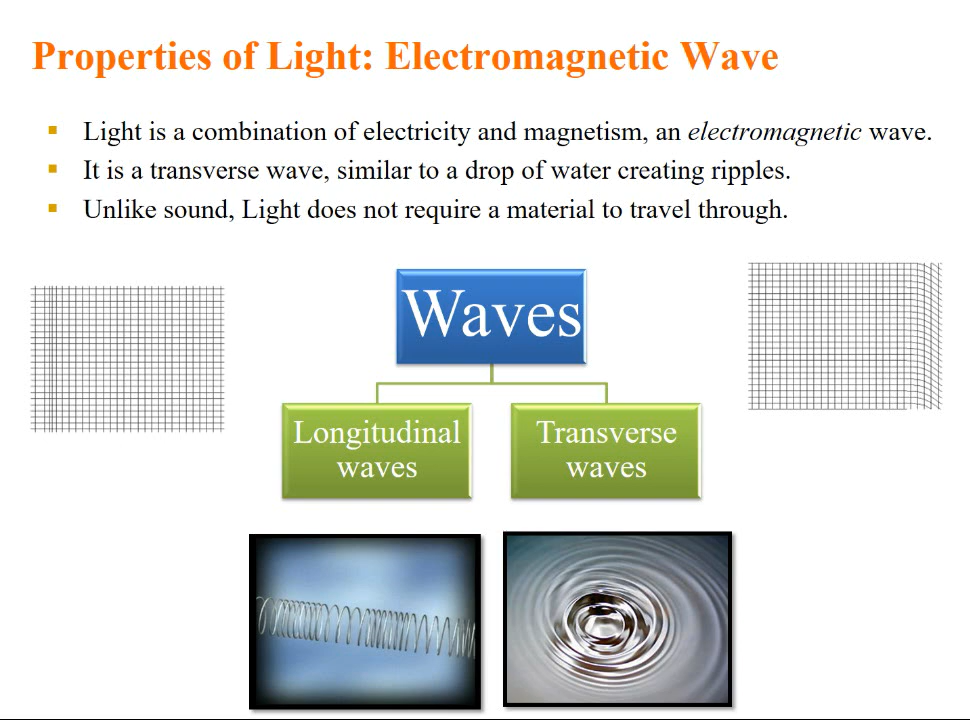 Properties of Light: Electromagnetic Wave
Light is a combination of electricity and magnetism, an electromagnetic wave.
It is a transverse wave, similar to a drop of water creating ripples.
Unlike sound, Light does not require a material to travel through.
Waves
Longitudinal
waves
Transverse
waves